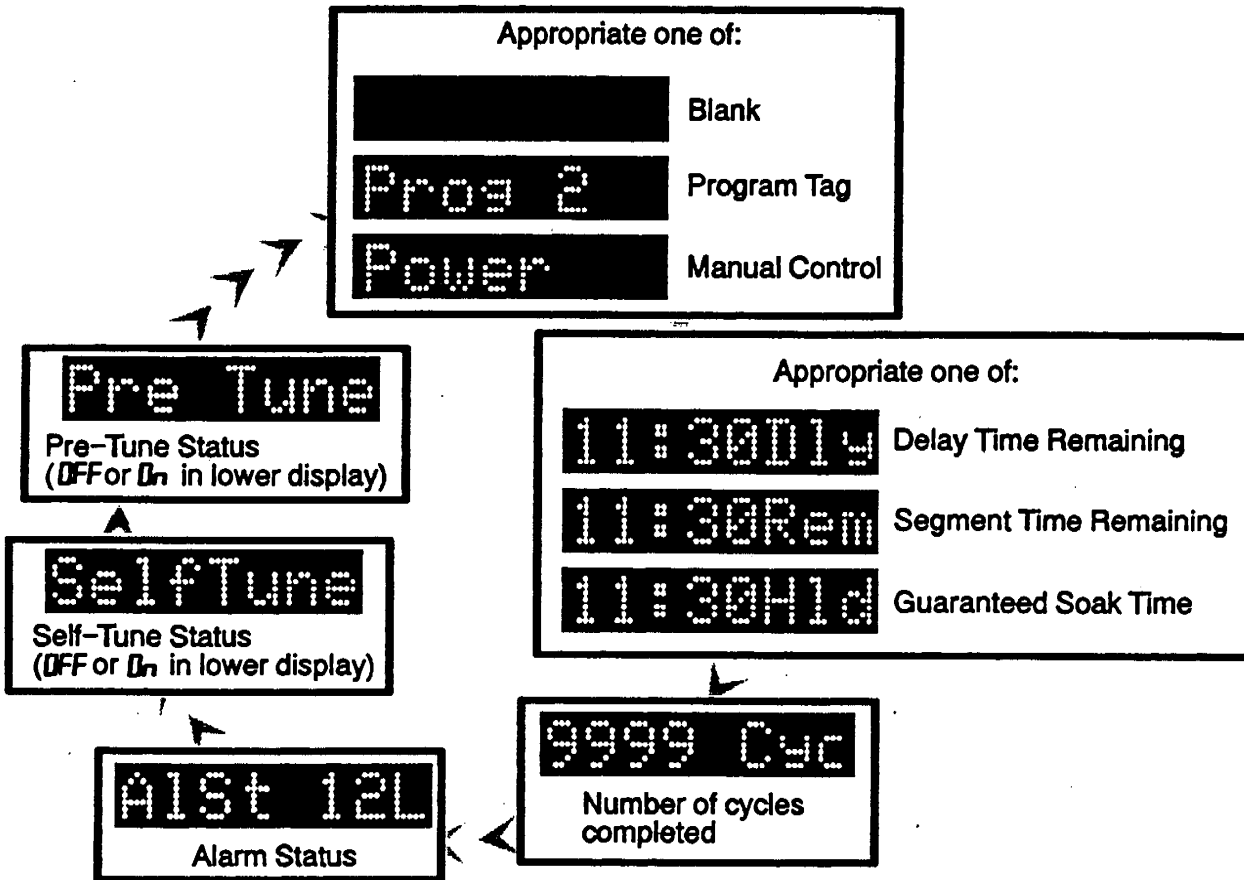 Appropriate one of:
Blank
Prog 2
Program Tag
Power
Manual Control
Pre Tune
Pre-Tune Status
(OFF or On in lower display)
Appropriate one of:
11:30Dly
Delay Time Remaining
11:30Rem
Segment Time Remaining
11:30Hld
Guaranteed Soak Time
SelfTune
Self-Tune Status
(OFF or On in lower display)
9999 Cyc
Number of cycles
completed
AlSt 12L
Alarm Status